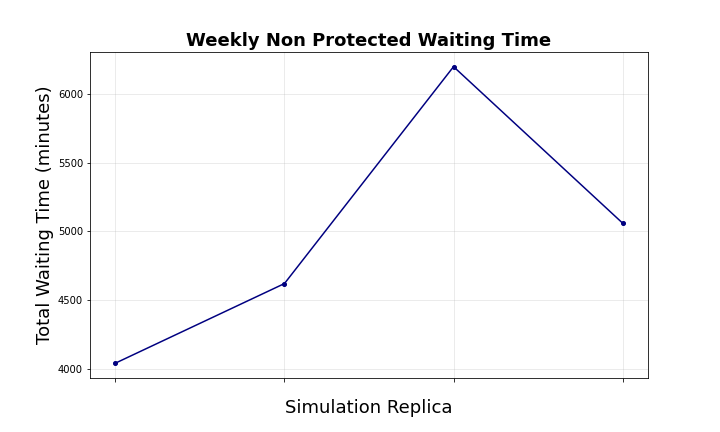 Weekly Non Protected Waiting Time
Total Waiting Time (minutes)
6000
5500
5000
4500
4000
Simulation Replica